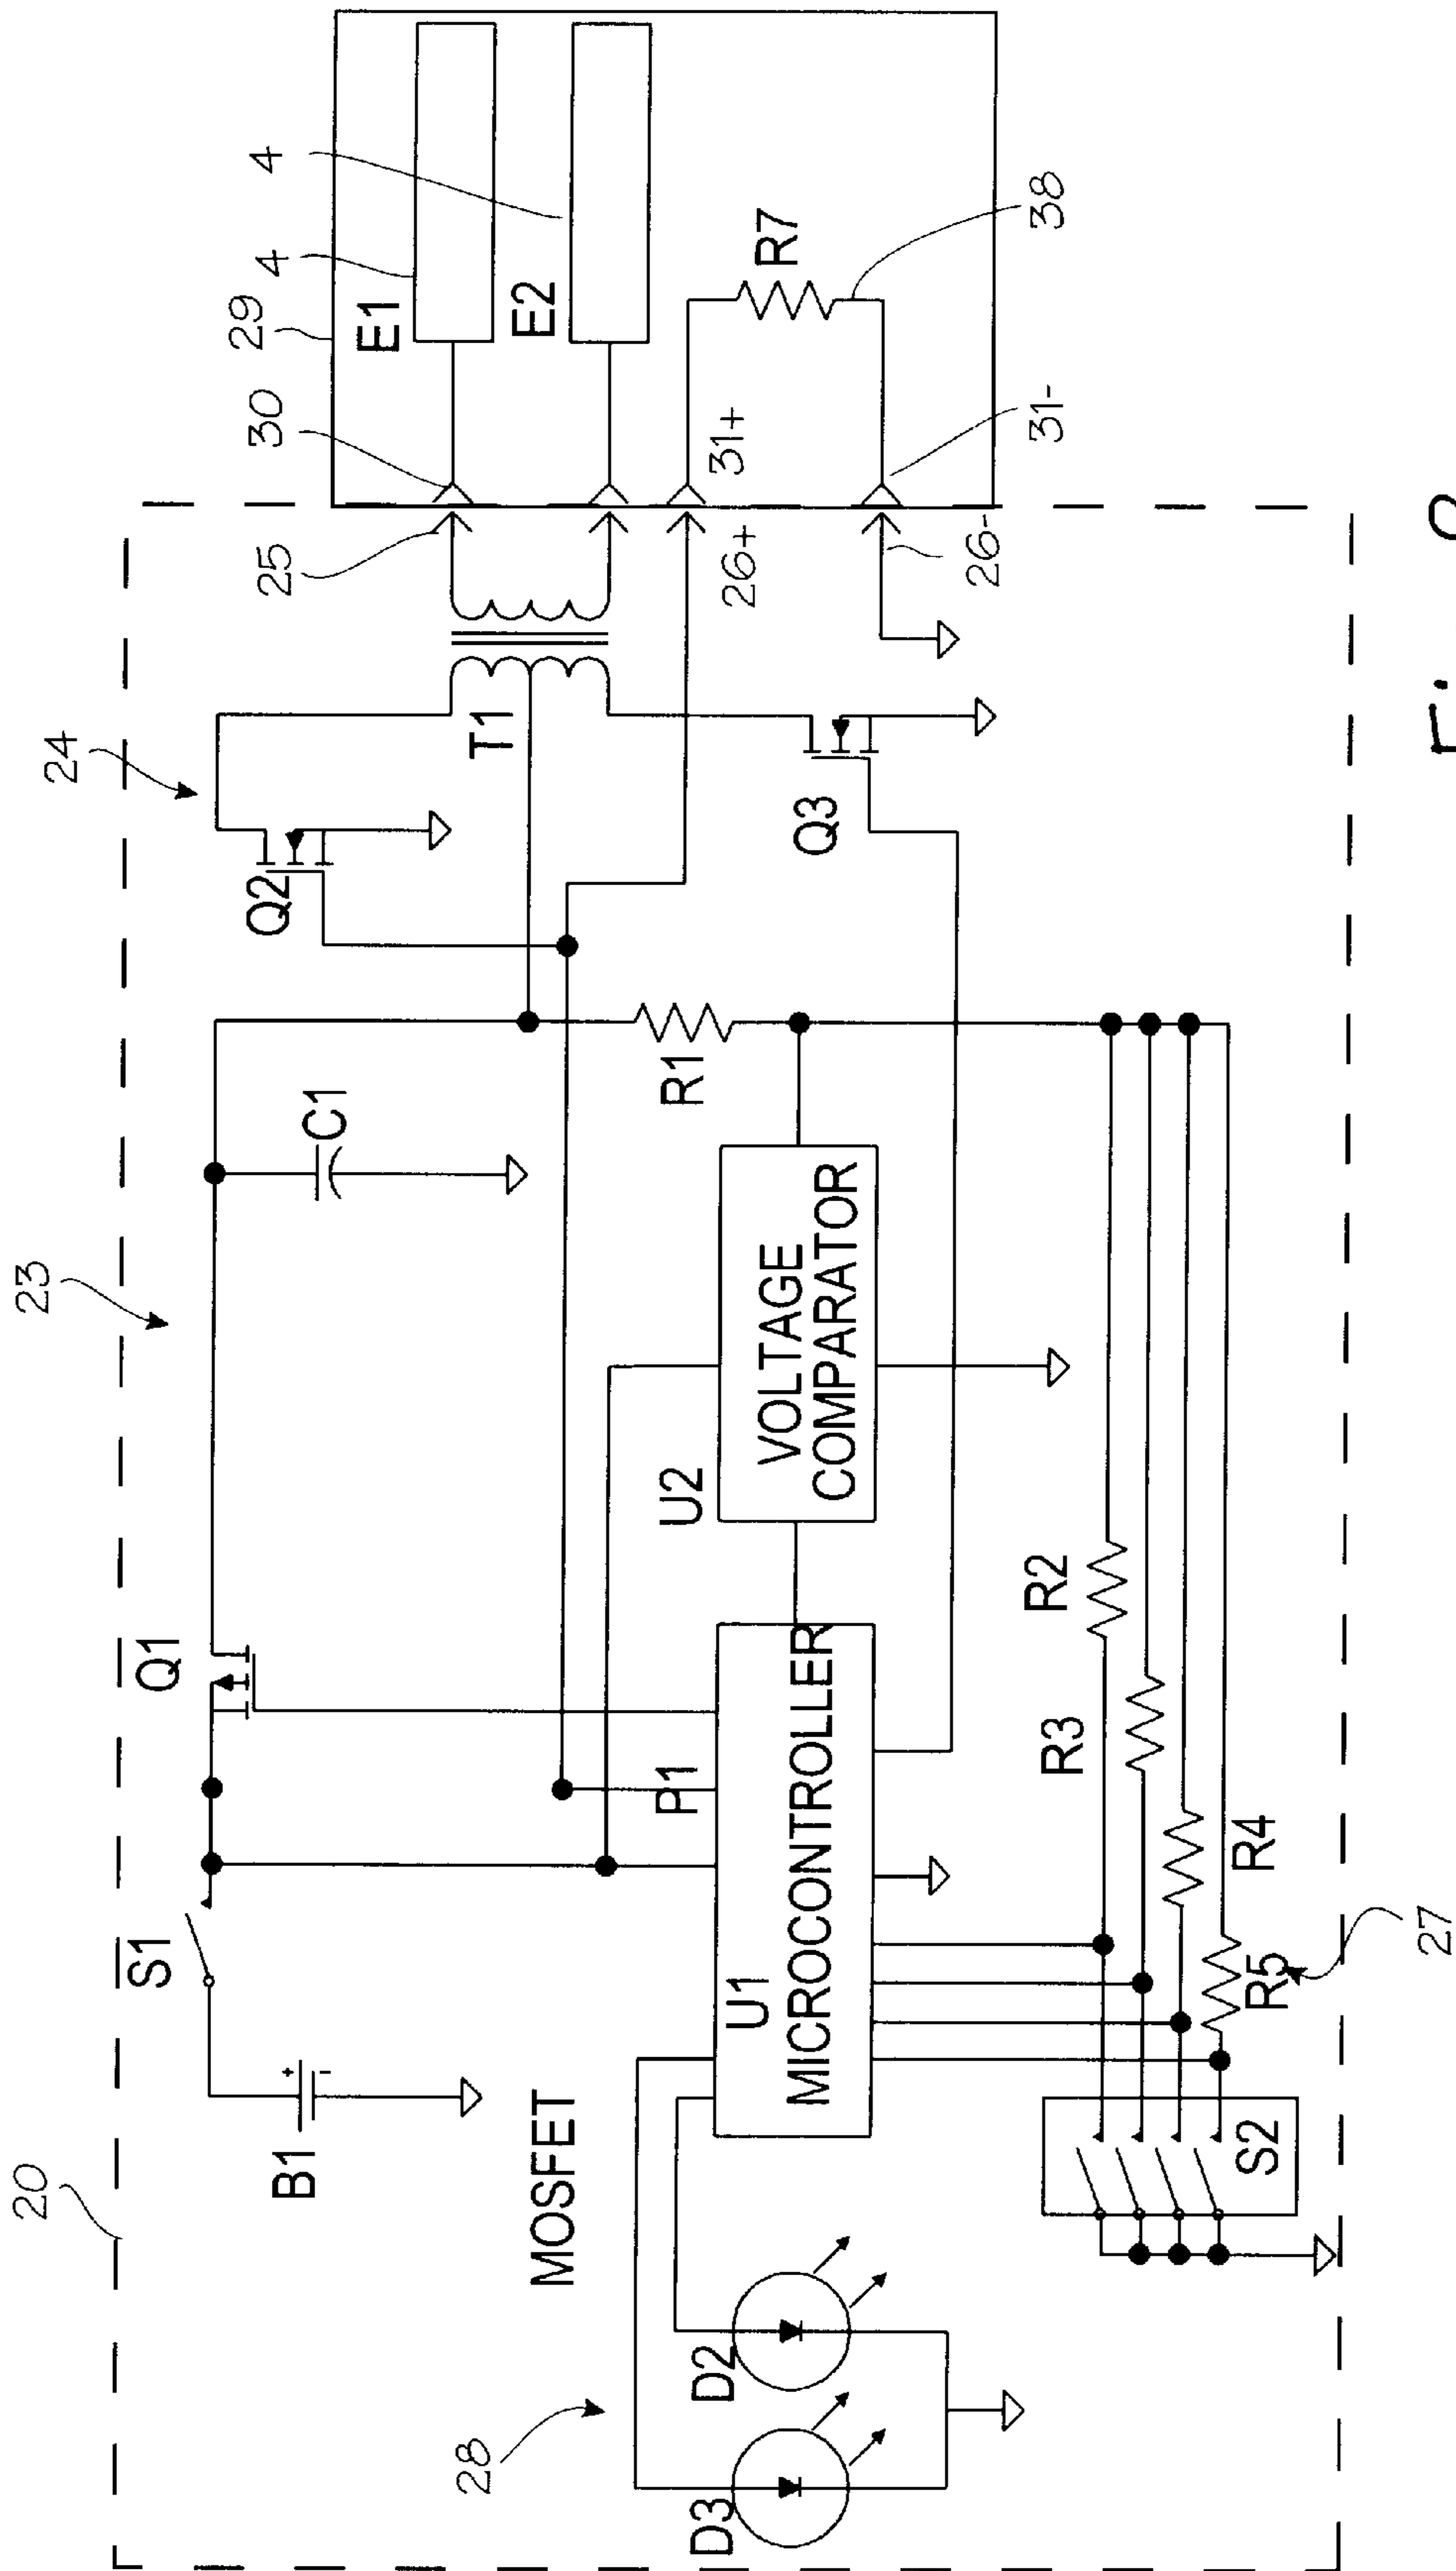 20
23
24
25
30
29
4
4
B1
S1
Q1
C1
Q2
T1
E1
E2
MOSFET
P1
R1
26+
31+
R7
28
D3
D2
U1
MICROCONTROLLER
U2
VOLTAGE
COMPARATOR
Q3
26-
31-
38
S2
R2
R3
R4
R5
27
+
-